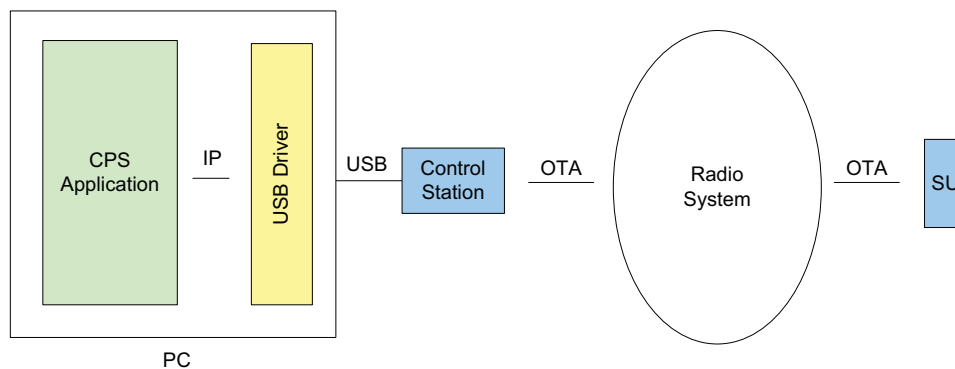 CPS
Application
IP
USB Driver
USB
Control
Station
OTA
Radio
System
OTA
SU
PC